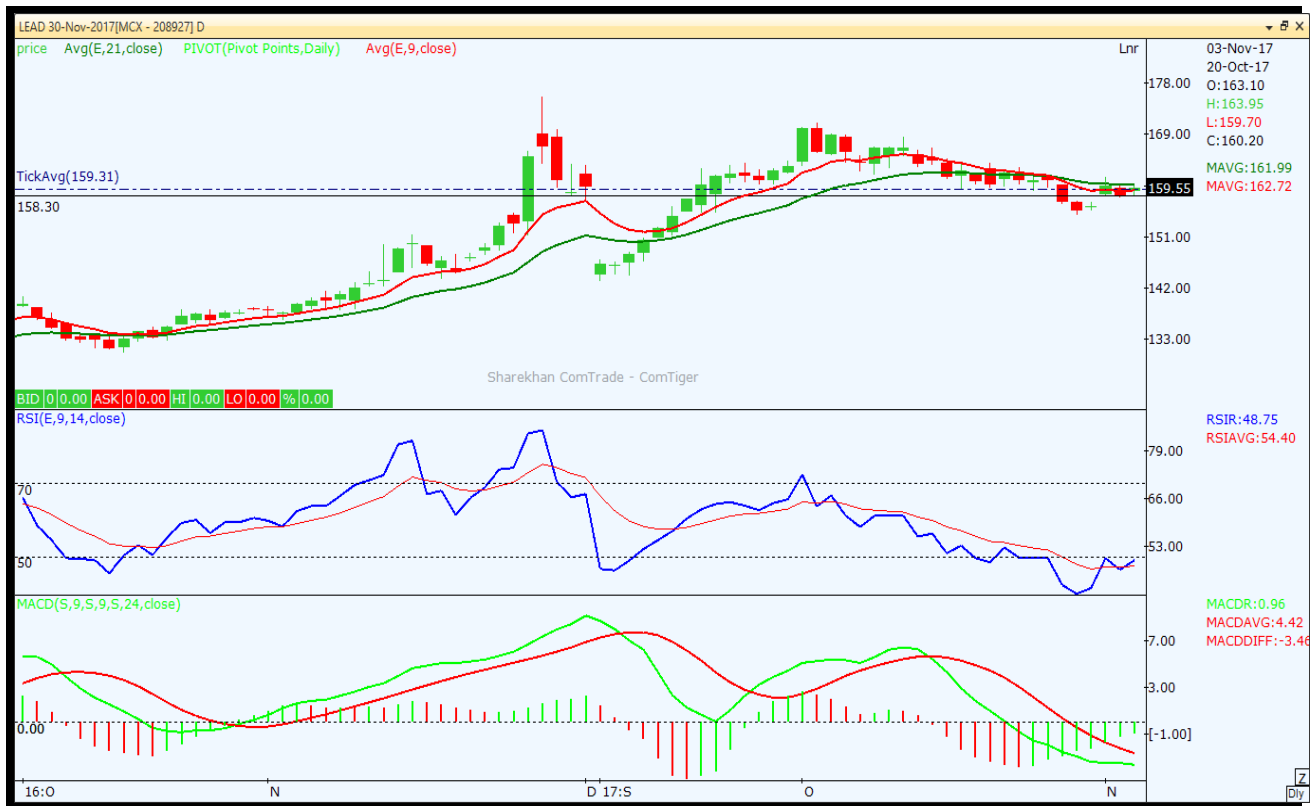 LEAD 30-Nov-2017[MCX - 208927] D
price Avg(E,21,close) PIVOT(Pivot Points,Daily) Avg(E,9,close)
Lnr
03-Nov-17
20-Oct-17
O:163.10
H:163.95
L:159.70
C:160.20
MAVG:161.99
MAVG:162.72
178.00
169.00
159.55
151.00
142.00
133.00
TickAvg(159.31)
158.30
Sharekhan ComTrade - ComTiger
BID 0 0.00 ASK 0 0.00 HI 0.00 LO 0.00 % 0.00
RSI(E,9,14,close)
RSIR:48.75
RSIAVG:54.40
79.00
66.00
53.00
70
50
MACD(S,9,S,9,S,24,close)
MACDR:0.96
MACDAVG:4.42
MACDDIFF:-3.46
7.00
3.00
[-1.00]
0.00
16:O N D 17:S O N
Z
Dly